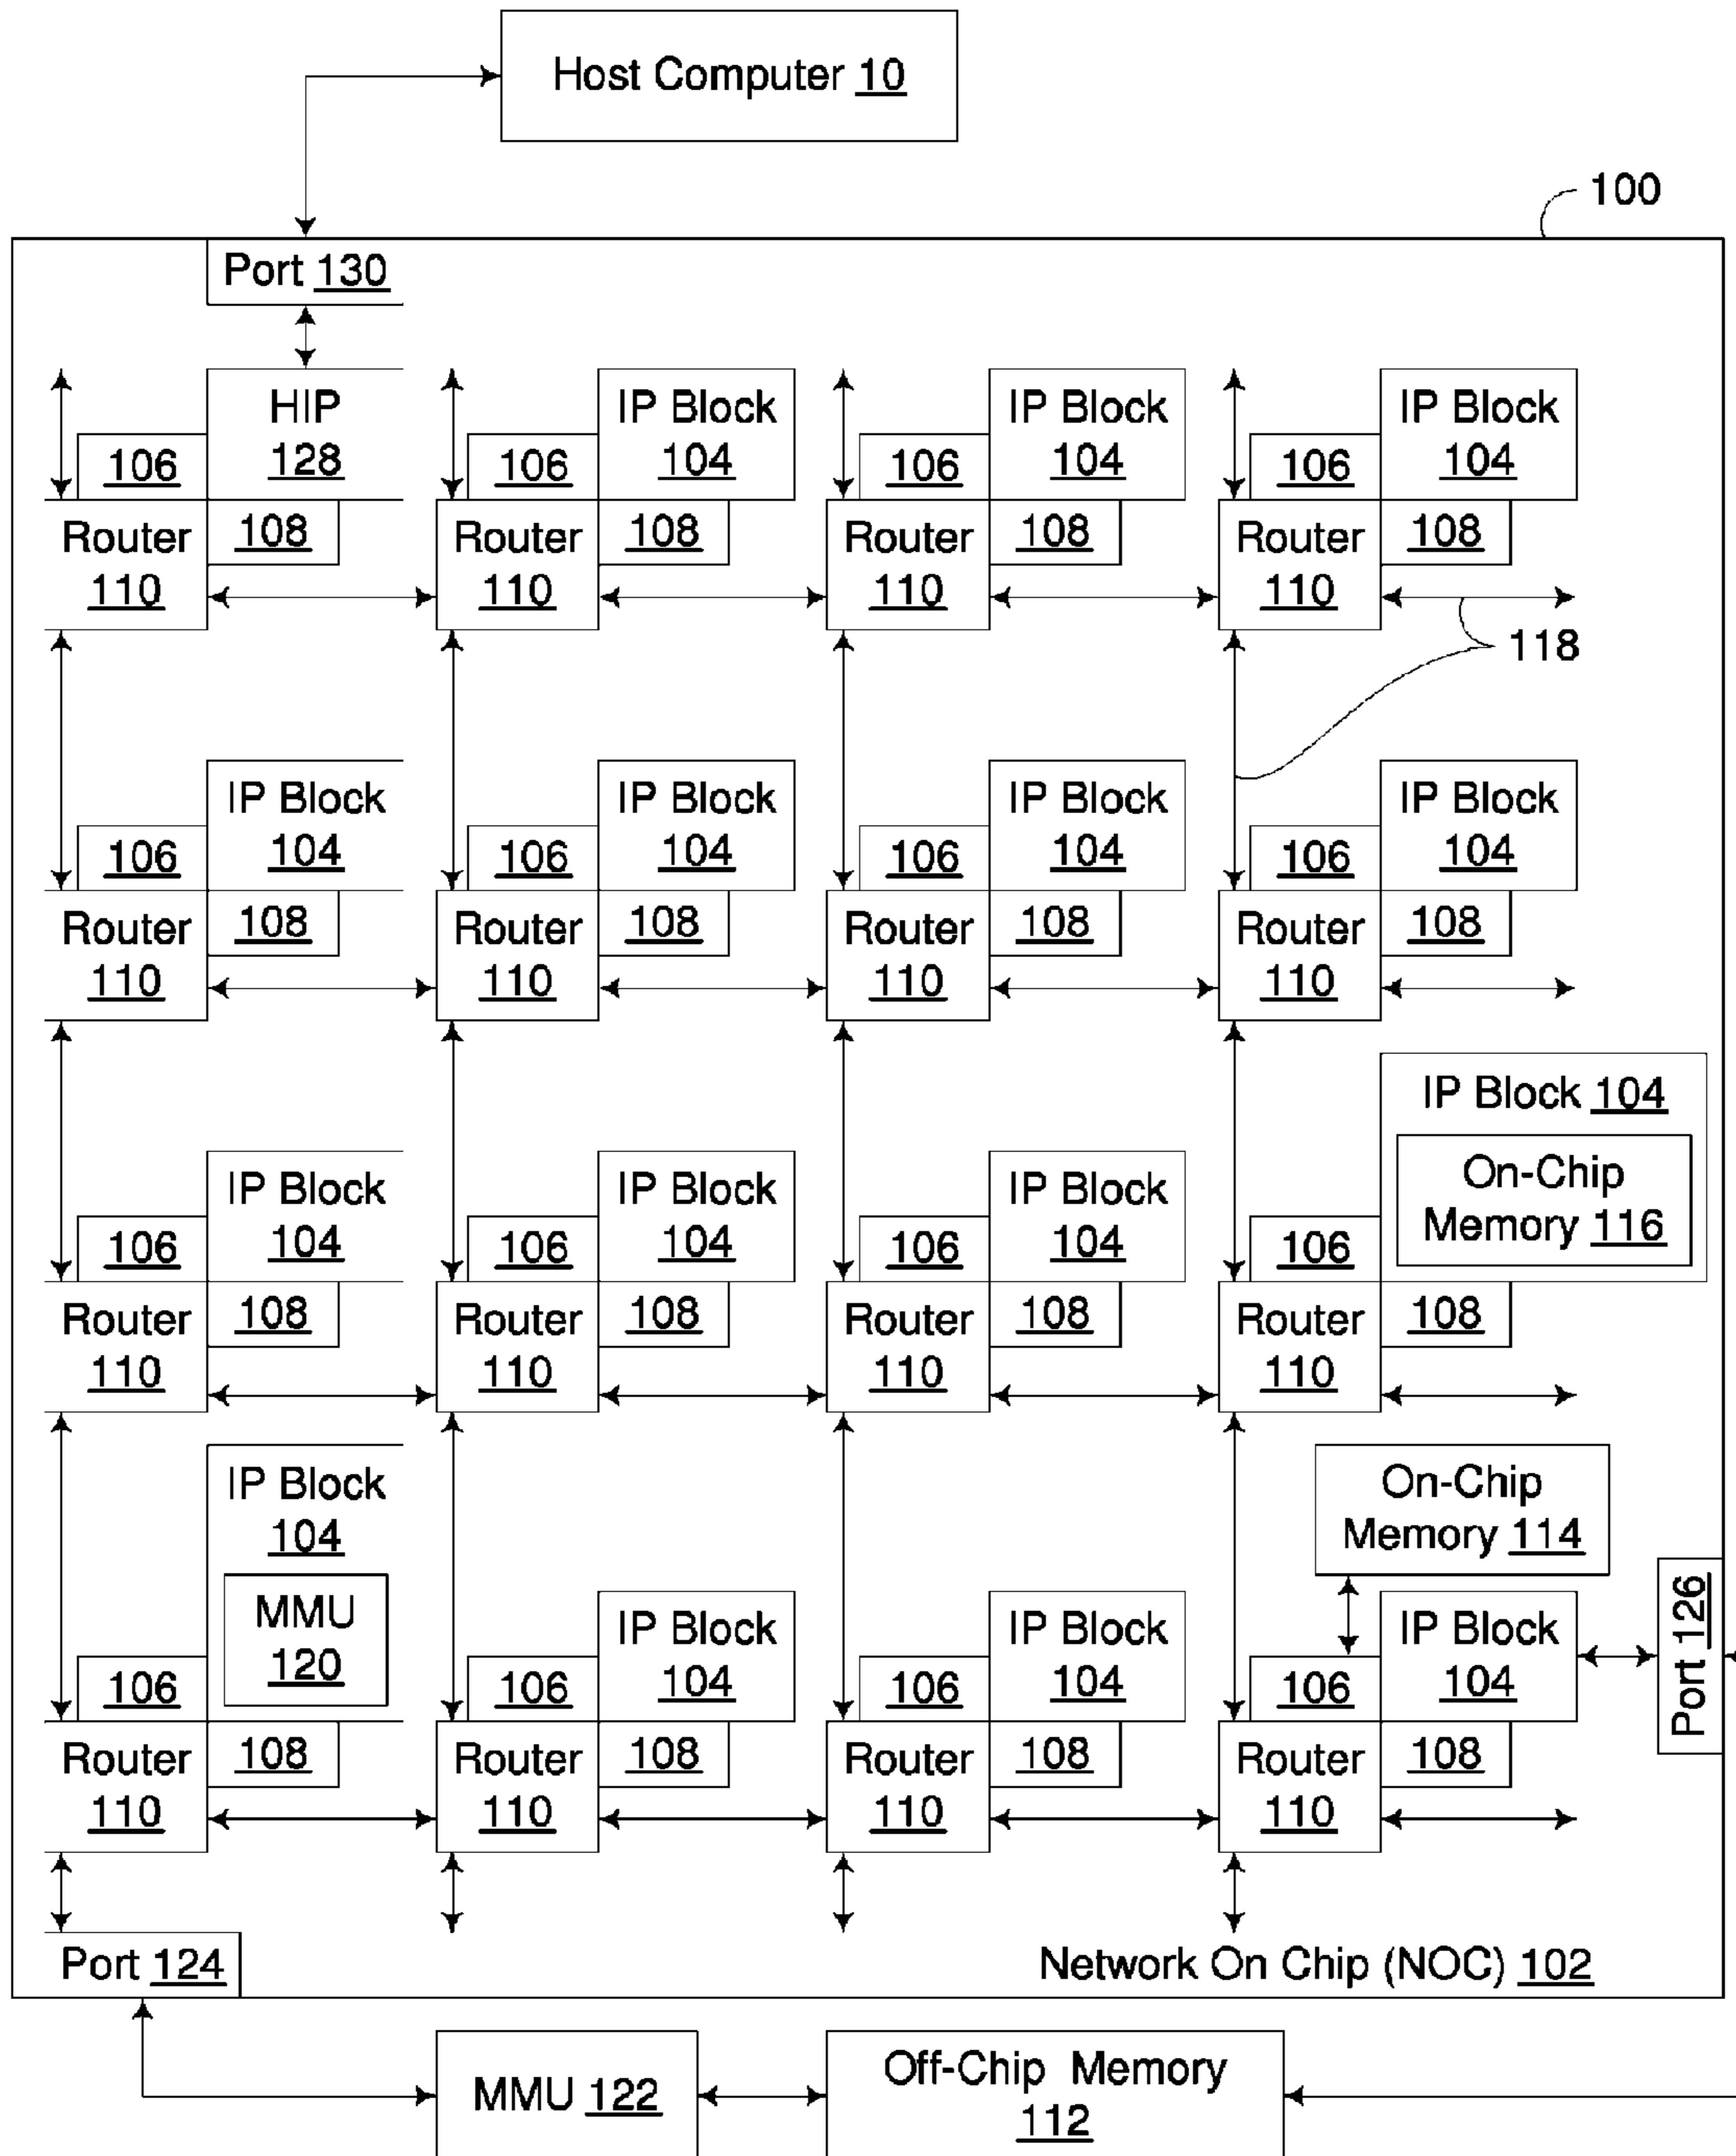 Host Computer 10
100
Port 130
HIP
128
IP Block
104
IP Block
104
IP Block
104
106
106
106
106
108
108
108
108
Router
110
Router
110
Router
110
Router
110
118
IP Block
104
IP Block
104
IP Block
104
IP Block
104
106
106
106
106
108
108
108
108
Router
110
Router
110
Router
110
Router
110
IP Block 104
On-Chip
Memory 116
IP Block
104
IP Block
104
IP Block
104
106
106
106
106
108
108
108
108
Router
110
Router
110
Router
110
Router
110
IP Block
104
MMU
120
On-Chip
Memory 114
IP Block
104
IP Block
104
IP Block
104
Port 126
106
106
106
106
108
108
108
108
Router
110
Router
110
Router
110
Router
110
Port 124
Network On Chip (NOC) 102
MMU 122
Off-Chip Memory
112